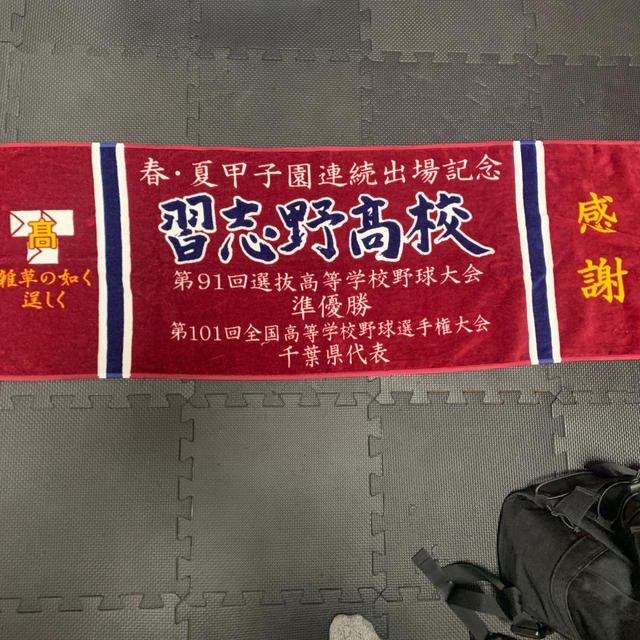 高
雑草の如く
逞しく
春・夏甲子園連続出場記念
習志野高校
第91回選抜高等学校野球大会
準優勝
第101回全国高等学校野球選手権大会
千葉県代表
感謝